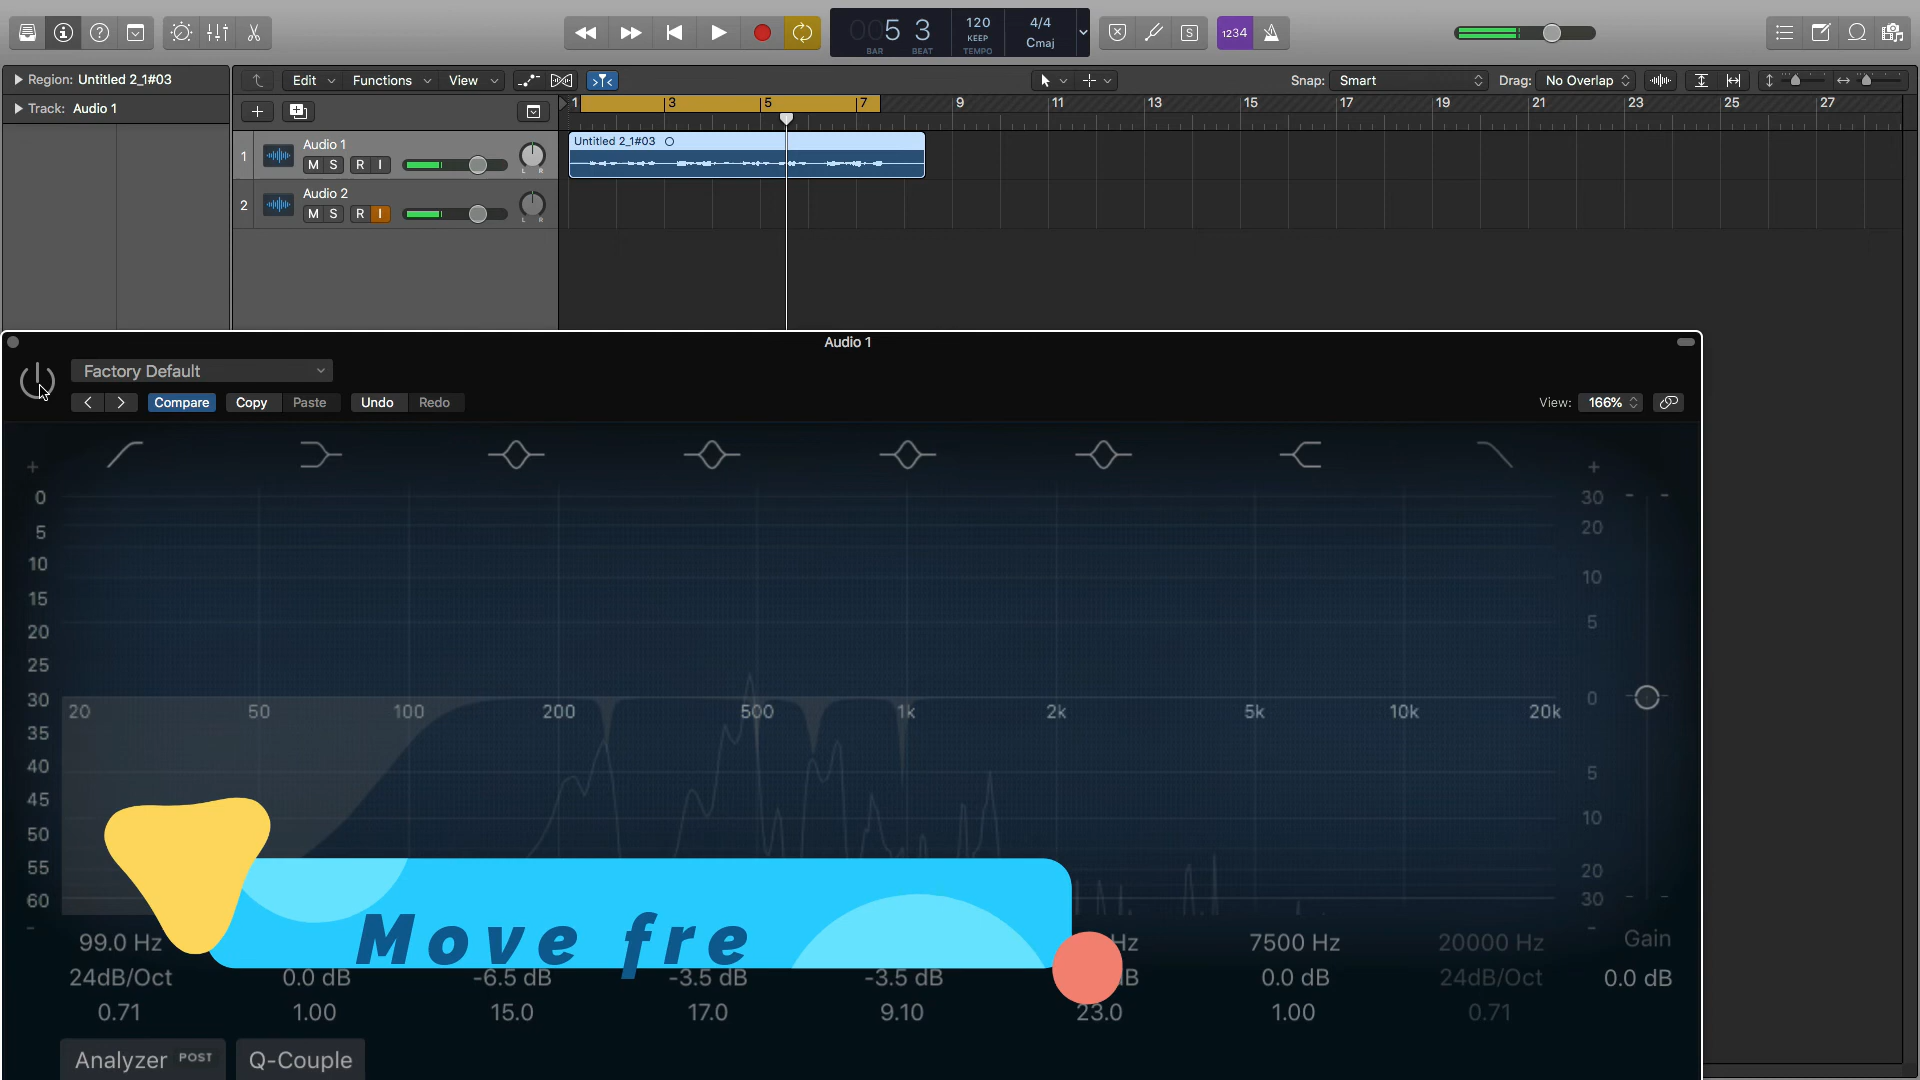 005 3
BAR BEAT
120
KEEP
TEMPO
4/4
Cmaj
S
1234
Region: Untitled 2_1#03
Edit Functions View
Snap: Smart
Drag: No Overlap
Track: Audio 1
1 3 5 7 9 11 13 15 17 19 21 23 25 27
1 Audio 1
M S R I
L R
Untitled 2_1#03
2 Audio 2
M S R I
L R
Audio 1
Factory Default
Compare Copy Paste Undo Redo
View: 166%
+ +
0 30
5 20
10 10
15
20 5
25
30 0
20 50 100 200 500 1k 2k 5k 10k 20k
35
40 5
45
50 10
55 20
60 30
- -
99.0 Hz Hz 7500 Hz 20000 Hz Gain
Move fre
24dB/Oct 0.0 dB -6.5 dB -3.5 dB -3.5 dB dB 0.0 dB 24dB/Oct 0.0 dB
0.71 1.00 15.0 17.0 9.10 23.0 1.00 0.71
Analyzer POST Q-Couple